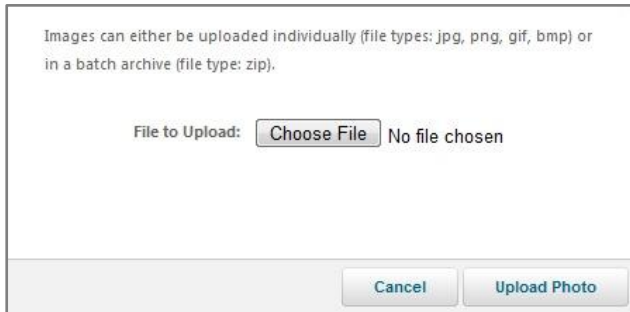 Images can either be uploaded individually (file types: jpg, png, gif, bmp) or
in a batch archive (file type: zip).
File to Upload: Choose File No file chosen
Cancel Upload Photo